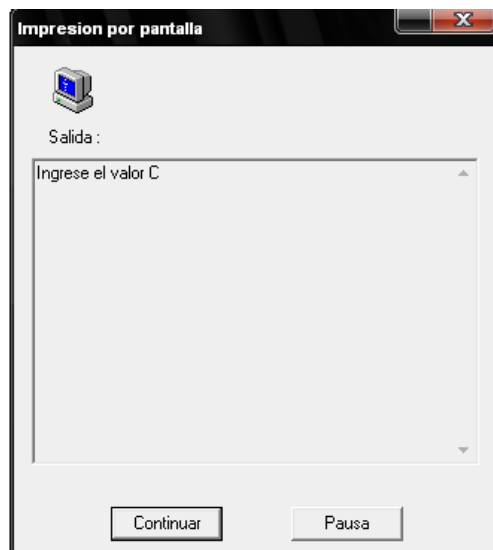 Impresion por pantalla
Salida :
Ingrese el valor C
Continuar
Pausa